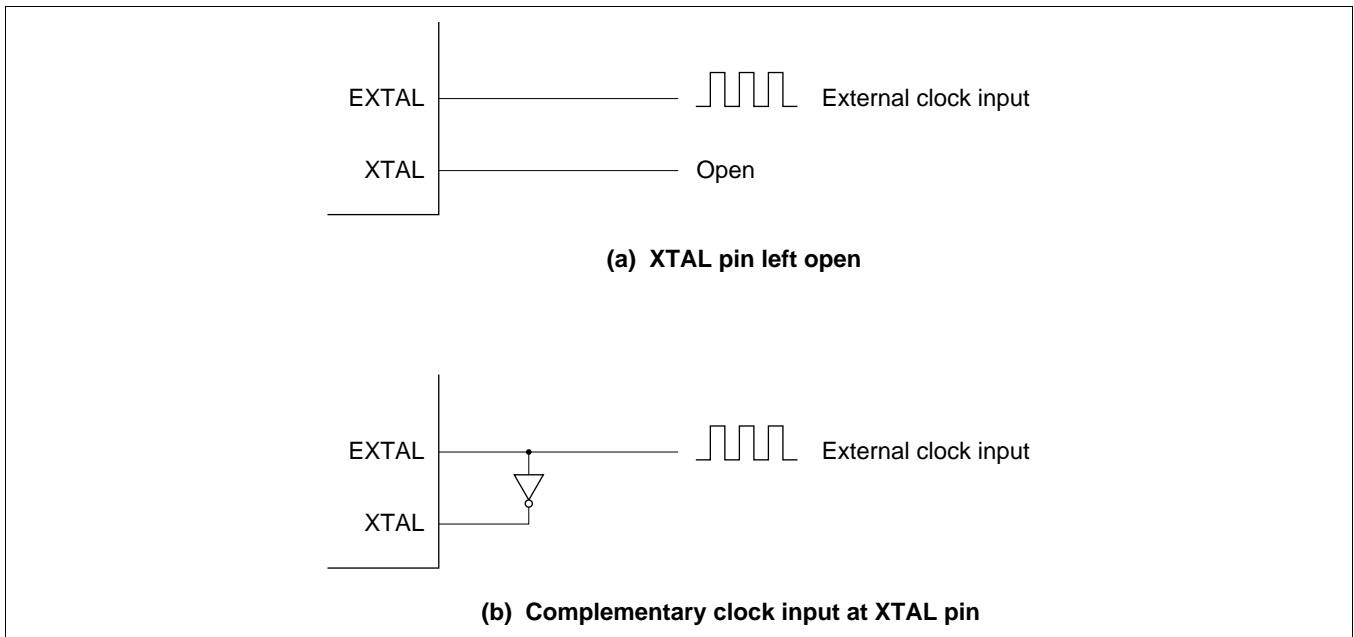 EXTAL
External clock input
XTAL
Open
(a) XTAL pin left open
EXTAL
External clock input
XTAL
(b) Complementary clock input at XTAL pin